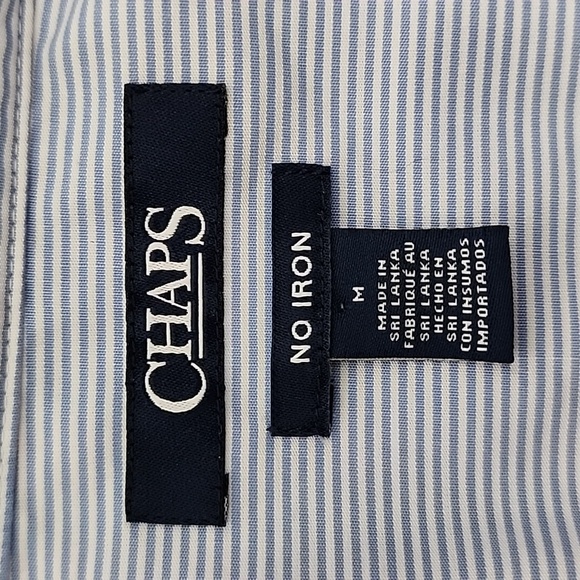 CHAPS
NO IRON
M
MADE IN
SRI LANKA
FABRIQUÉ AU
SRI LANKA
HECHO EN
SRI LANKA
CON INSUMOS
IMPORTADOS